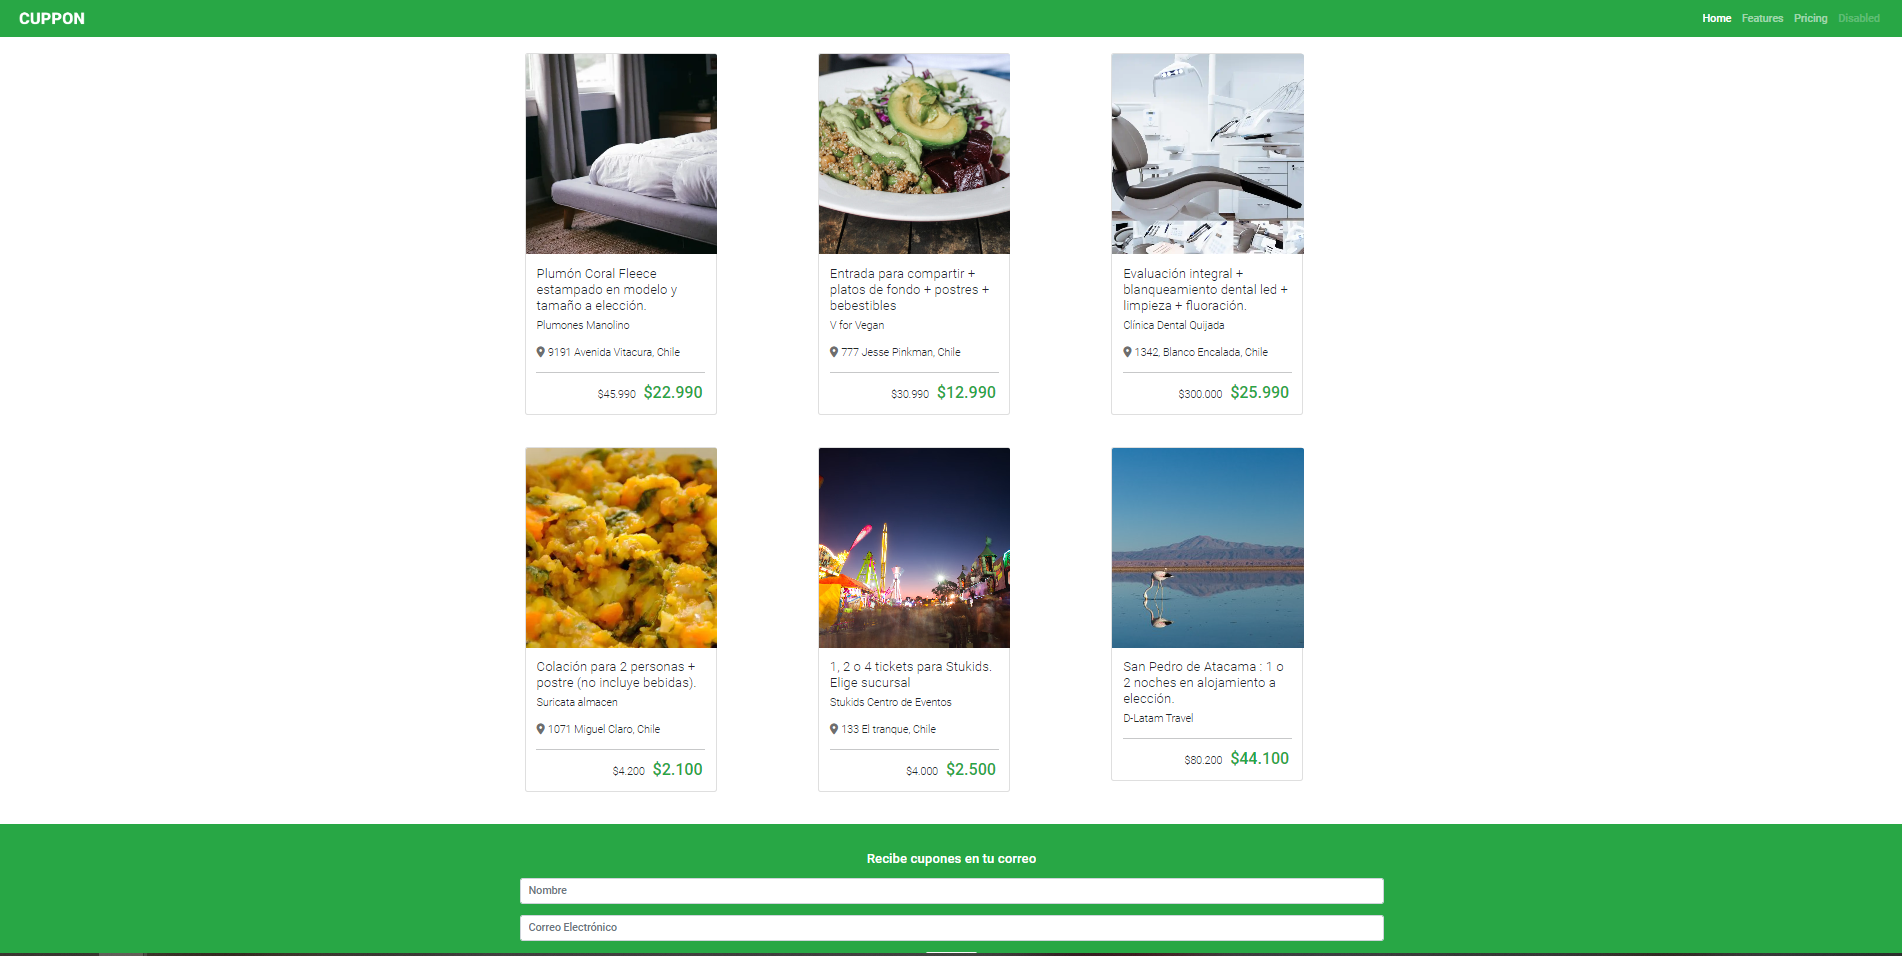 CUPPON
Home Features Pricing Disabled
Plumón Coral Fleece
estampado en modelo y
tamaño a elección.
Plumones Manolino
9191 Avenida Vitacura, Chile
$45.990 $22.990
Entrada para compartir +
platos de fondo + postres +
bebestibles
V for Vegan
777 Jesse Pinkman, Chile
$30.990 $12.990
Evaluación integral +
blanqueamiento dental led +
limpieza + fluoración.
Clínica Dental Quijada
1342, Blanco Encalada, Chile
$300.000 $25.990
Colación para 2 personas +
postre (no incluye bebidas).
Suricata almacen
1071 Miguel Claro, Chile
$4.200 $2.100
1, 2 o 4 tickets para Stukids.
Elige sucursal
Stukids Centro de Eventos
133 El tranque, Chile
$4.000 $2.500
San Pedro de Atacama : 1 o
2 noches en alojamiento a
elección.
D-Latam Travel
$80.200 $44.100
Recibe cupones en tu correo
Nombre
Correo Electrónico